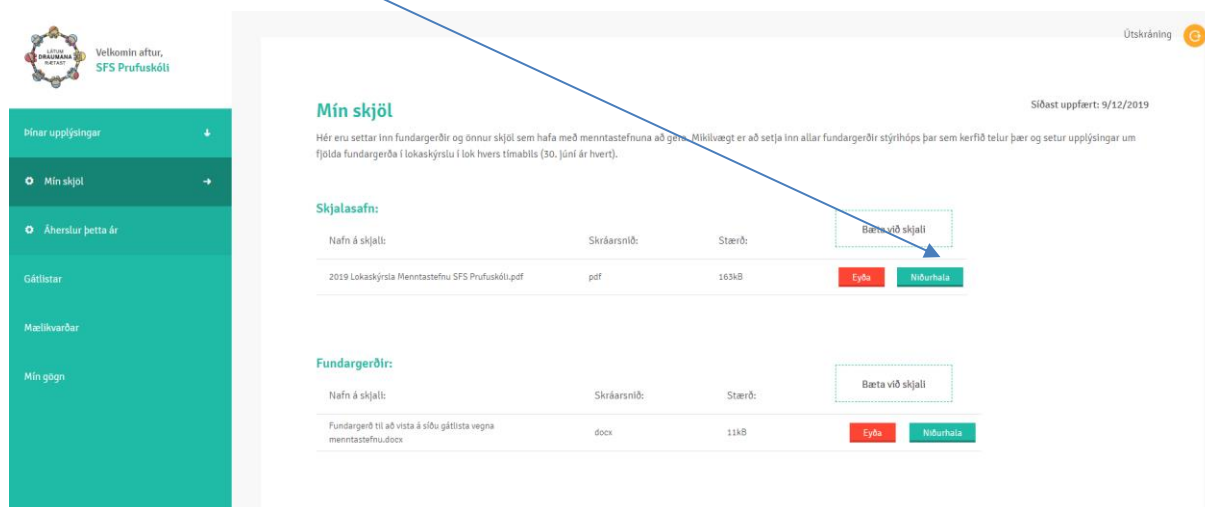 LÁTUM
DRAUMANA
RÆTAST
Velkomin aftur,
SFS Prufuskóli
Útskráning
Þínar upplýsingar
Mín skjöl
Áherslur þetta ár
Gátlistar
Mælikvarðar
Mín gögn
Mín skjöl
Síðast uppfært: 9/12/2019
Hér eru settar inn fundargerðir og önnur skjöl sem hafa með menntastefnuna að gera. Mikilvægt er að setja inn allar fundargerðir stýrihóps þar sem kerfið telur þær og setur upplýsingar um
fjölda fundargerða í lokaskýrslu í lok hvers tímabils (30. júní ár hvert).
Skjalasafn:
Bæta við skjali
Nafn á skjali: Skráarsnið: Stærð:
2019 Lokaskýrsla Menntastefnu SFS Prufuskóli.pdf pdf 163kB Eyða Niðurhala
Fundargerðir:
Bæta við skjali
Nafn á skjali: Skráarsnið: Stærð:
Fundargerð til að vista á síðu gátlista vegna
menntastefnu.docx docx 11kB Eyða Niðurhala